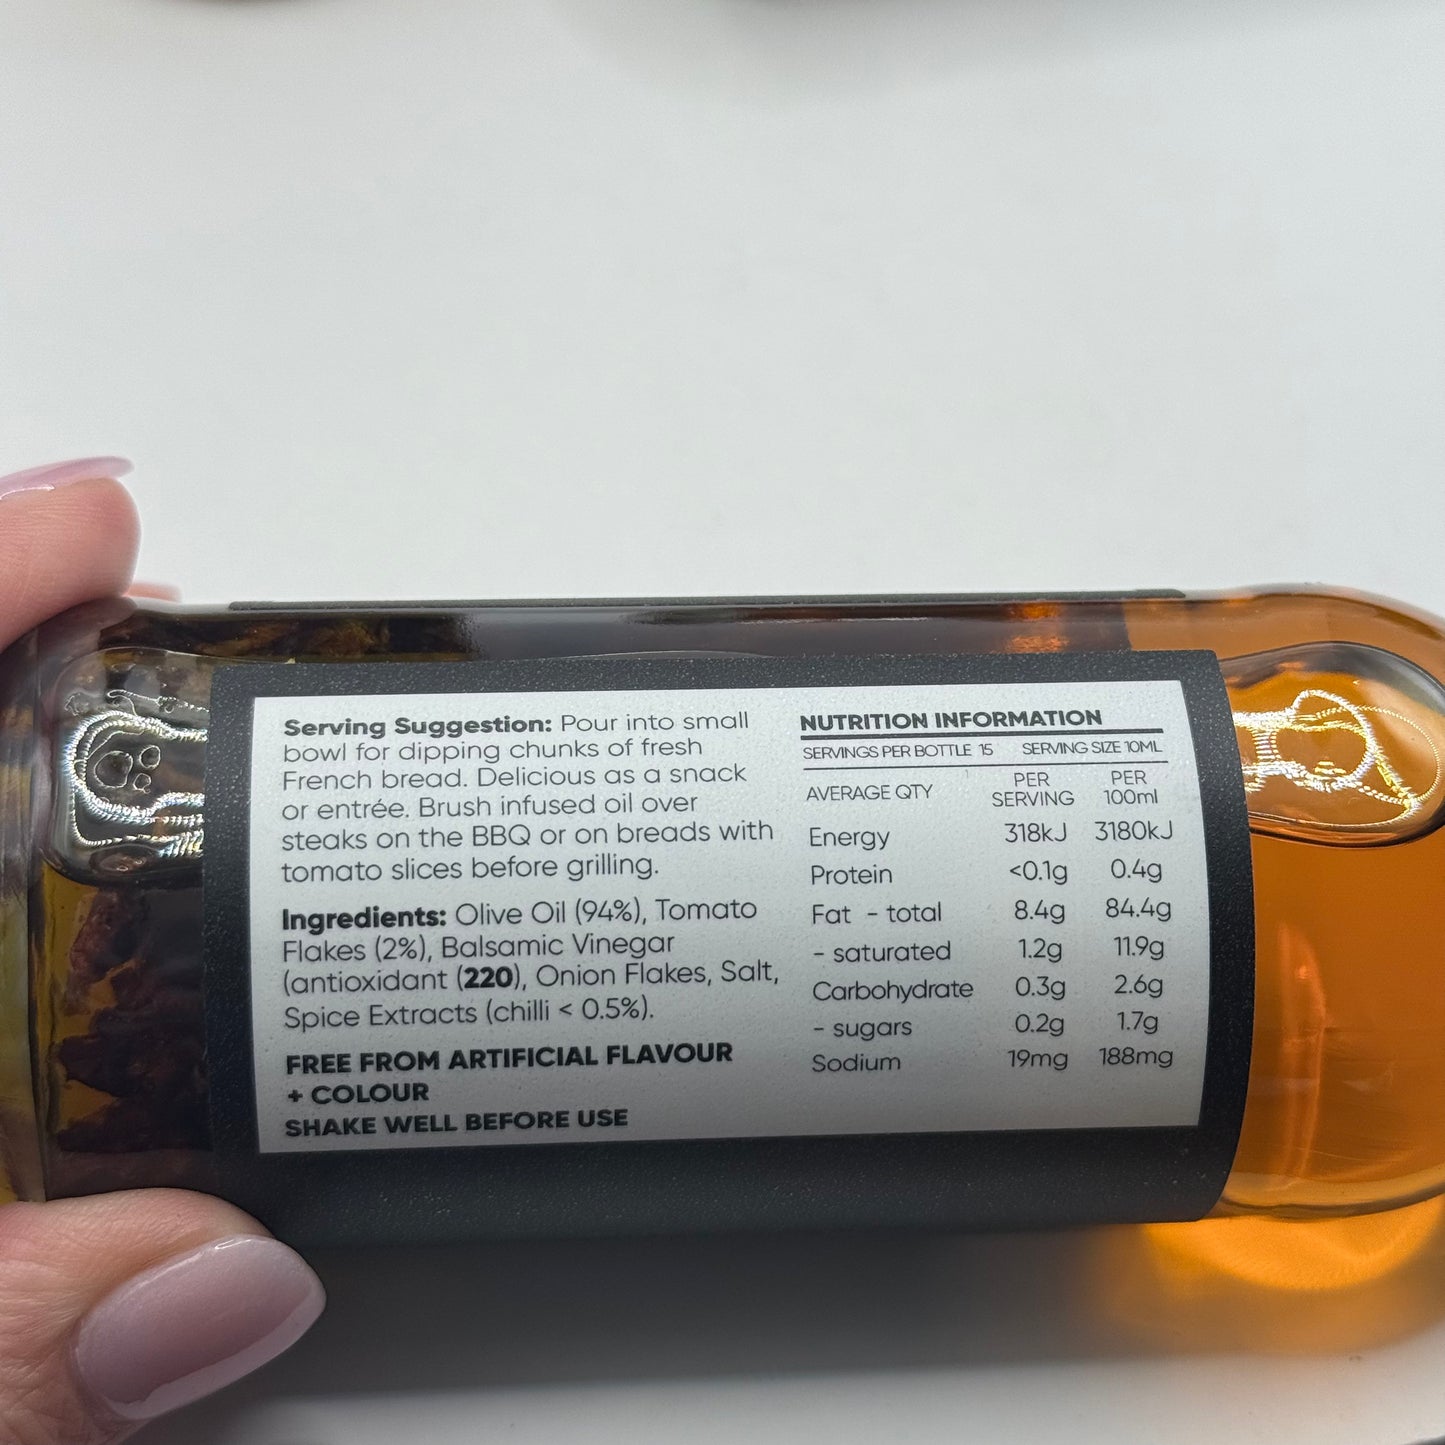 Serving Suggestion: Pour into small
bowl for dipping chunks of fresh
French bread. Delicious as a snack
or entrée. Brush infused oil over
steaks on the BBQ or on breads with
tomato slices before grilling.
Ingredients: Olive Oil (94%), Tomato
Flakes (2%), Balsamic Vinegar
(antioxidant (220), Onion Flakes, Salt,
Spice Extracts (chilli < 0.5%).
FREE FROM ARTIFICIAL FLAVOUR
+ COLOUR
SHAKE WELL BEFORE USE
NUTRITION INFORMATION
SERVINGS PER BOTTLE 15 SERVING SIZE 10ML
AVERAGE QTY PER SERVING PER 100ml
Energy 318kJ 3180kJ
Protein <0.1g 0.4g
Fat - total 8.4g 84.4g
- saturated 1.2g 11.9g
Carbohydrate 0.3g 2.6g
- sugars 0.2g 1.7g
Sodium 19mg 188mg